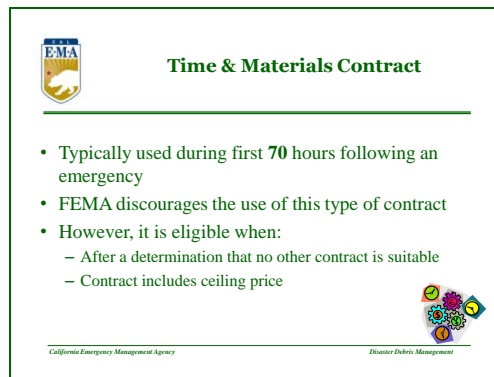 CAL
E·M·A
Time & Materials Contract
• Typically used during first 70 hours following an
emergency
• FEMA discourages the use of this type of contract
• However, it is eligible when:
– After a determination that no other contract is suitable
– Contract includes ceiling price
California Emergency Management Agency
Disaster Debris Management